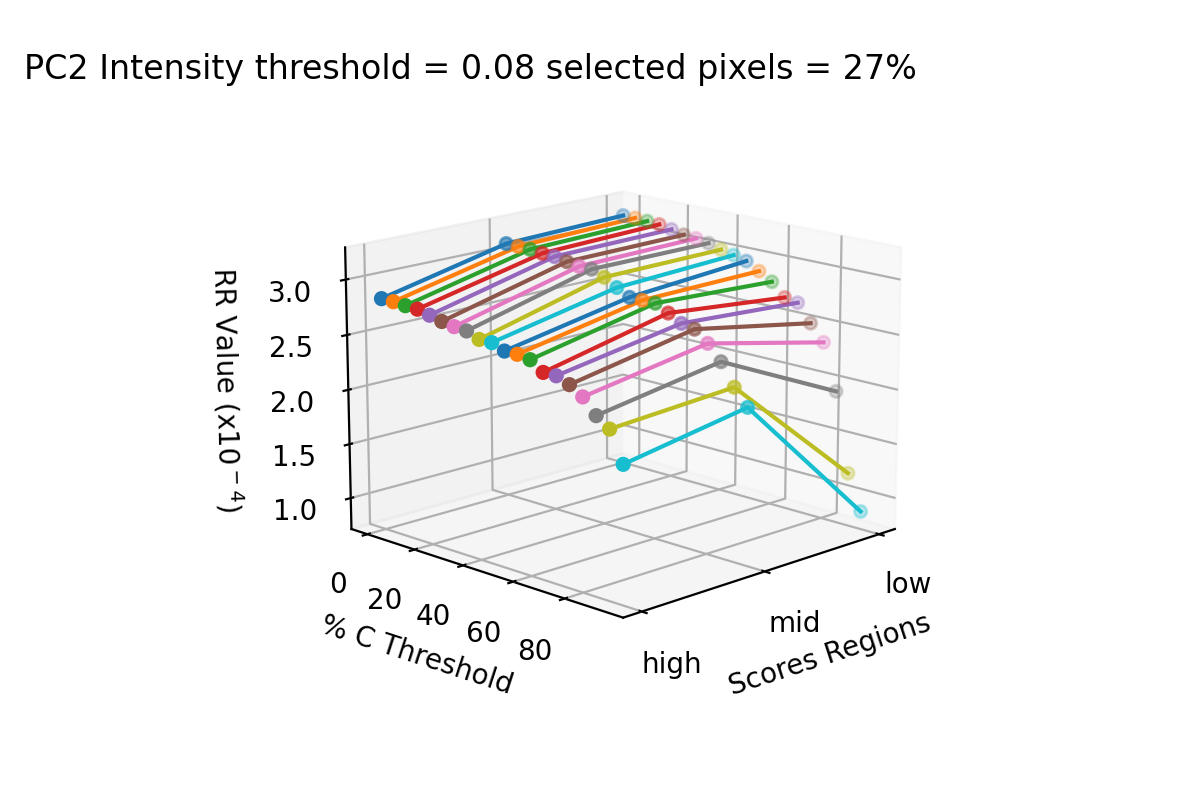 PC2 Intensity threshold = 0.08 selected pixels = 27%
3.0
2.5
2.0
1.5
1.0
RR Value (x10⁻⁴)
0
20
40
60
80
% C Threshold
high
mid
low
Scores Regions